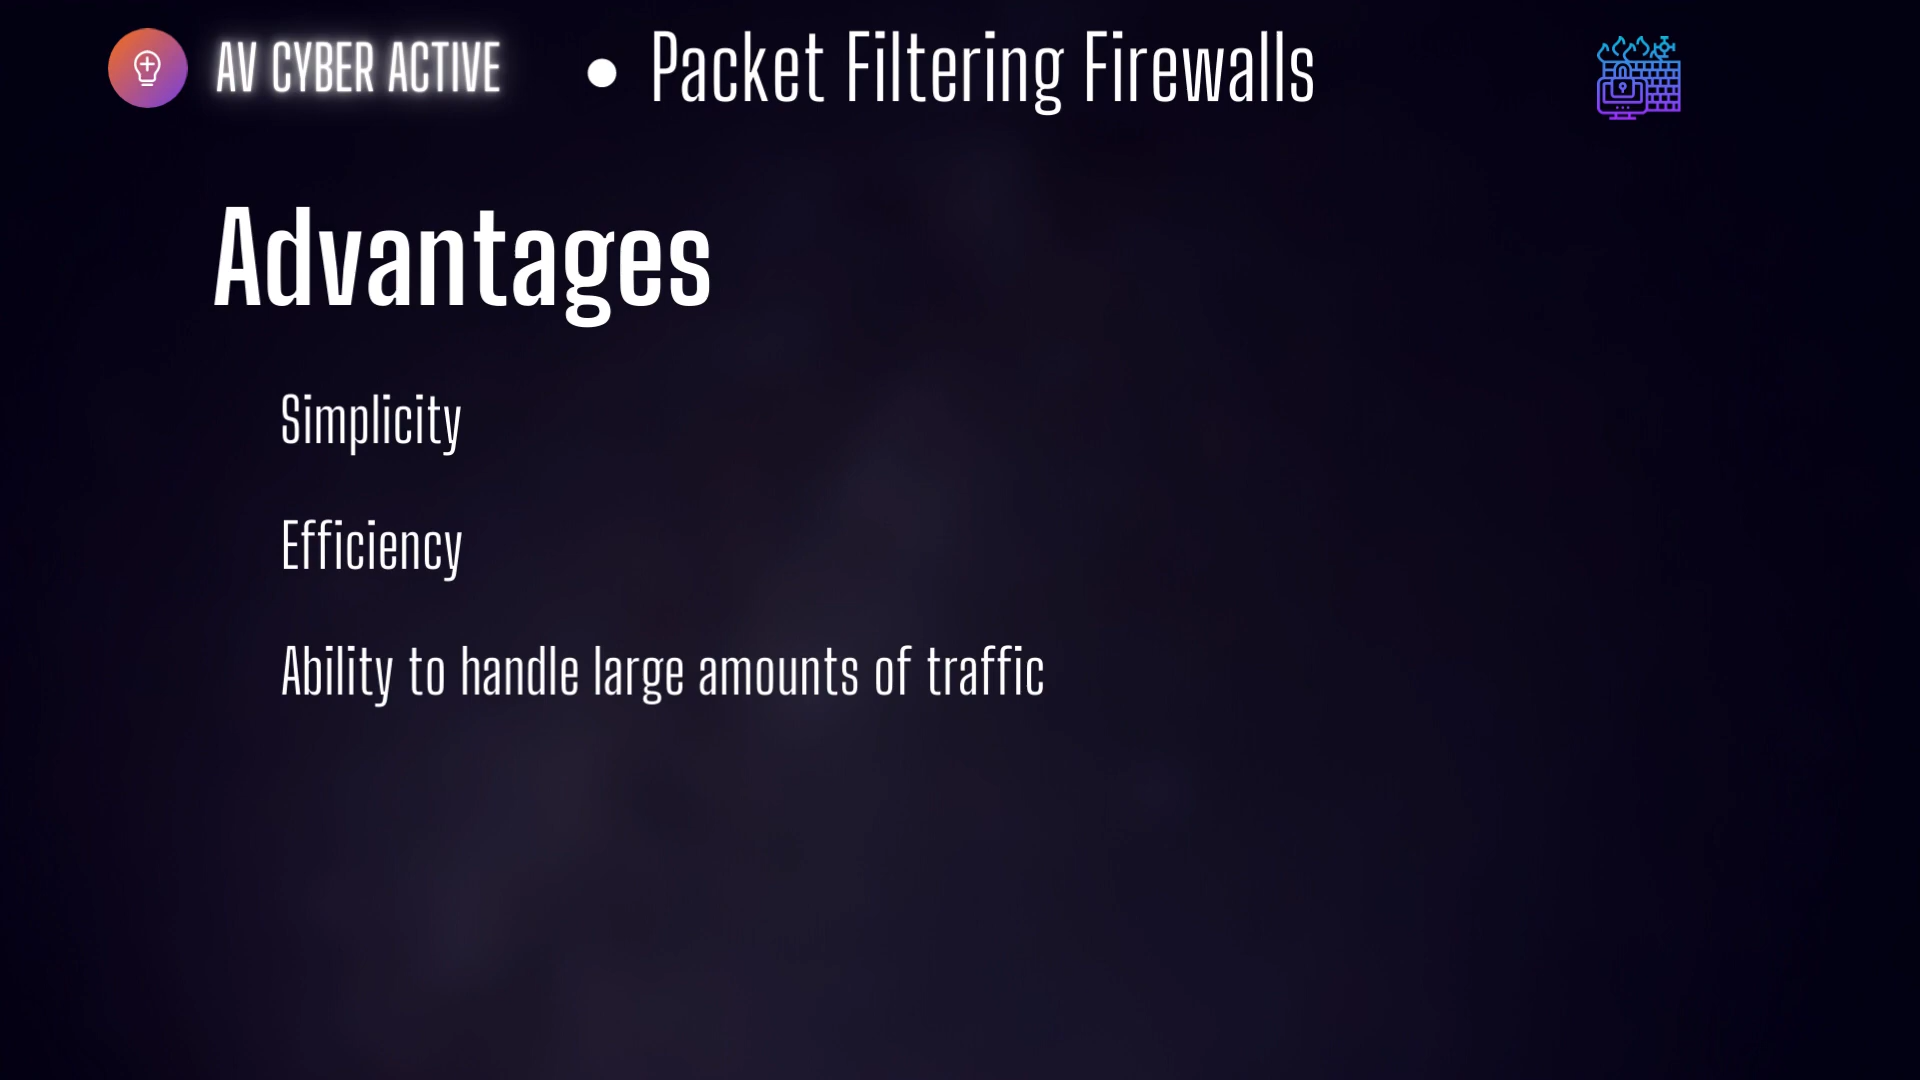 AV CYBER ACTIVE
• Packet Filtering Firewalls
Advantages
Simplicity
Efficiency
Ability to handle large amounts of traffic